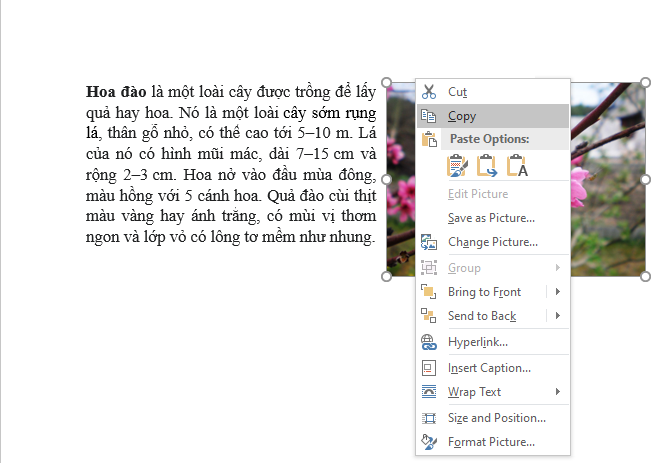 Hoa đào là một loài cây được trồng để lấy
quả hay hoa. Nó là một loài cây sớm rụng
lá, thân gỗ nhỏ, có thể cao tới 5–10 m. Lá
của nó có hình mũi mác, dài 7–15 cm và
rộng 2–3 cm. Hoa nở vào đầu mùa đông,
màu hồng với 5 cánh hoa. Quả đào cùi thịt
màu vàng hay ánh trắng, có mùi vị thơm
ngon và lớp vỏ có lông tơ mềm như nhung.
Cut
Copy
Paste Options:
A
Edit Picture
Save as Picture...
Change Picture...
Group
Bring to Front
Send to Back
Hyperlink...
Insert Caption...
Wrap Text
Size and Position...
Format Picture...